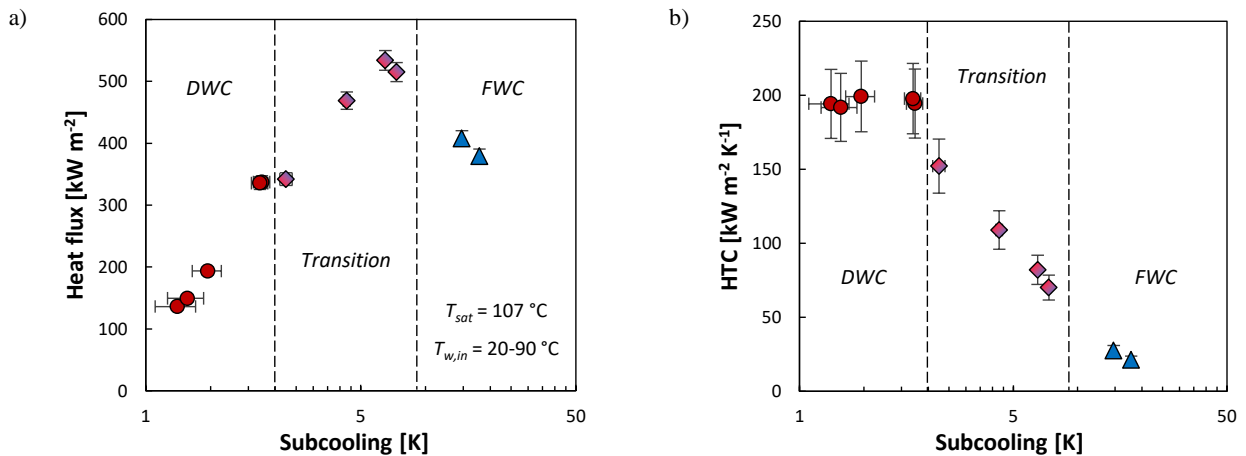 a)
600
500
400
300
200
100
0
Heat flux [kW m⁻²]
DWC
FWC
Transition
T_sat = 107 °C
T_w,in = 20-90 °C
1
5
50
Subcooling [K]
b)
250
200
150
100
50
0
HTC [kW m⁻² K⁻¹]
Transition
DWC
FWC
1
5
50
Subcooling [K]